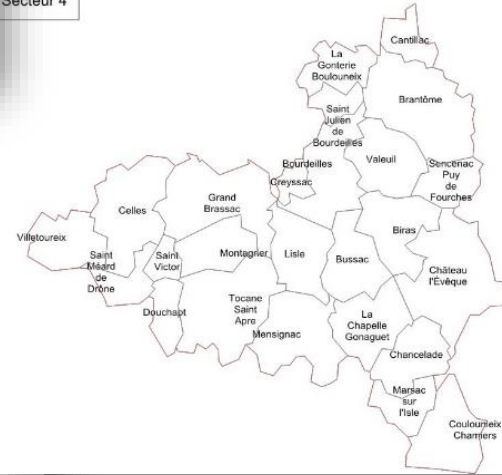 Secteur 4
Cantillac
La
Gonterie
Boulouneix
Brantôme
Saint
Julien
de
Bourdeilles
Bourdeilles
Valeuil
Sencenac
Puy
de
Fourches
Creyssac
Grand
Brassac
Celles
Villetoureix
Biras
Saint
Méard
de
Drône
Saint
Victor
Montagrier
Lisle
Bussac
Château
l'Évêque
Douchapt
Tocane
Saint
Apre
Mensignac
La
Chapelle
Gonaguet
Chancelade
Marsac
sur
l'Isle
Coulounieix
Chamiers